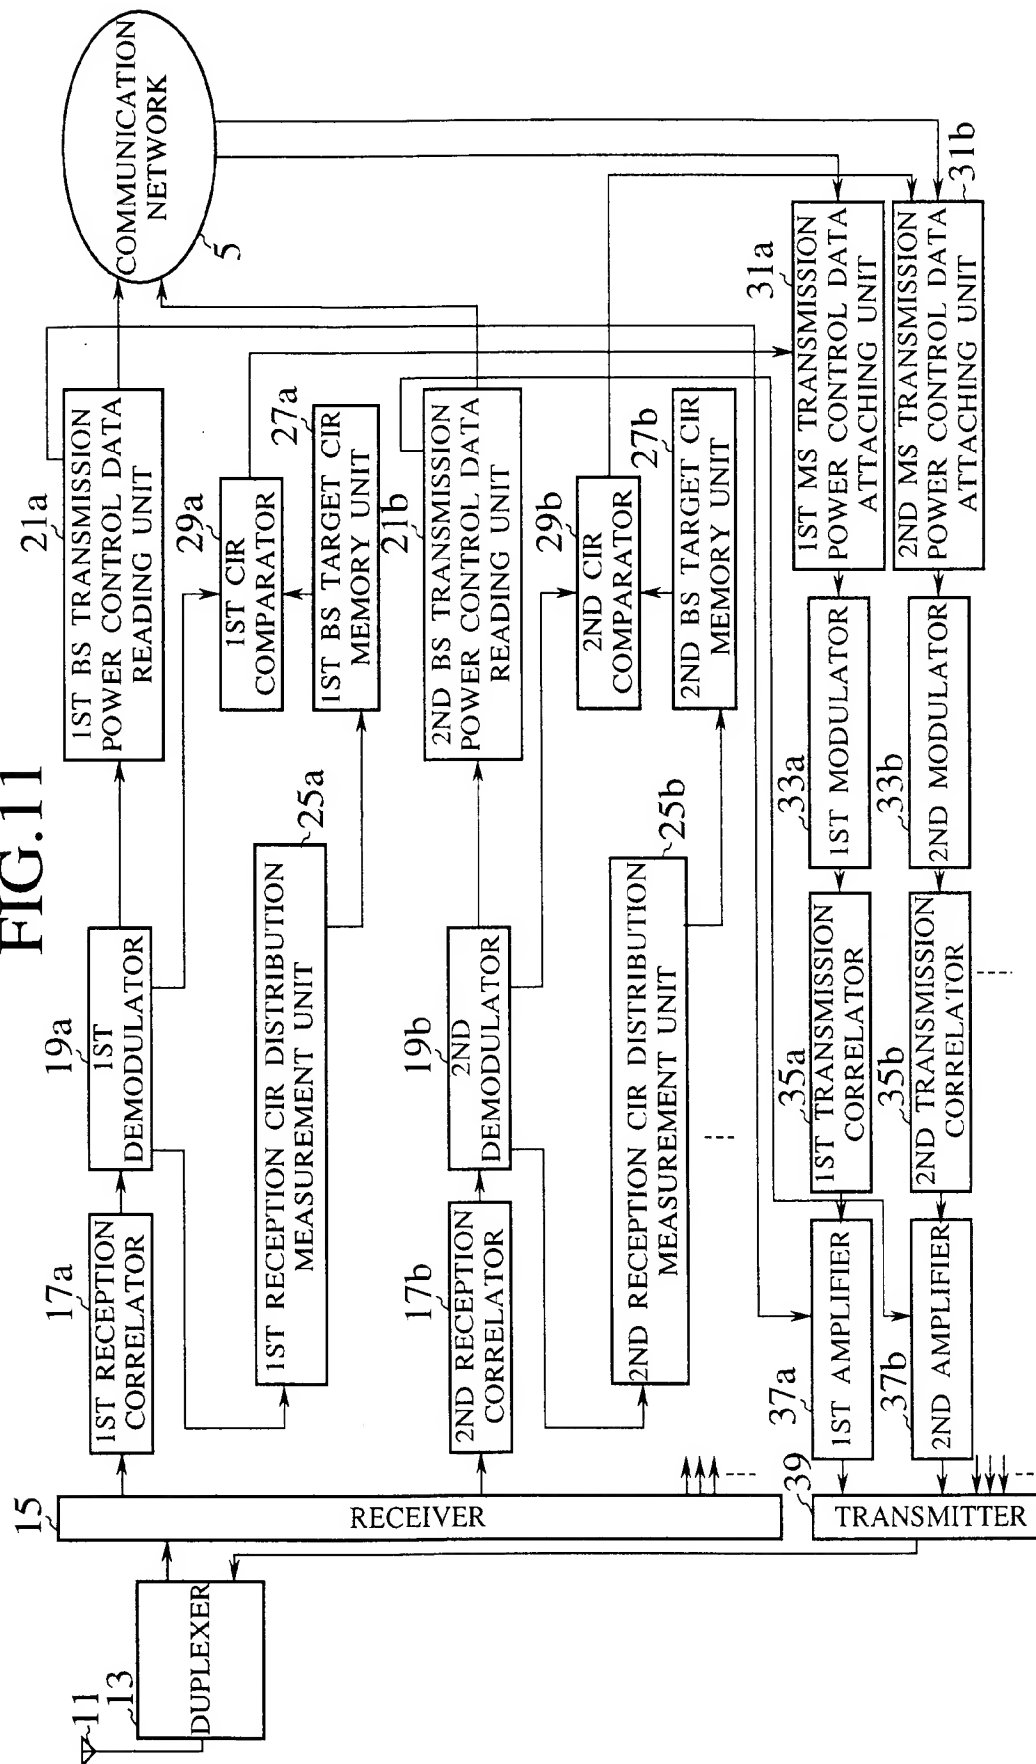 FIG.11
11
13
DUPLEXER
15
RECEIVER
17a
1ST RECEPTION
CORRELATOR
19a
1ST
DEMODULATOR
21a
1ST BS TRANSMISSION
POWER CONTROL DATA
READING UNIT
COMMUNICATION
NETWORK
5
25a
1ST RECEPTION CIR DISTRIBUTION
MEASUREMENT UNIT
29a
1ST CIR
COMPARATOR
27a
1ST BS TARGET CIR
MEMORY UNIT
17b
2ND RECEPTION
CORRELATOR
19b
2ND
DEMODULATOR
21b
2ND BS TRANSMISSION
POWER CONTROL DATA
READING UNIT
25b
2ND RECEPTION CIR DISTRIBUTION
MEASUREMENT UNIT
29b
2ND CIR
COMPARATOR
27b
2ND BS TARGET CIR
MEMORY UNIT
39
TRANSMITTER
37a
1ST AMPLIFIER
35a
1ST TRANSMISSION
CORRELATOR
33a
1ST MODULATOR
31a
1ST MS TRANSMISSION
POWER CONTROL DATA
ATTACHING UNIT
37b
2ND AMPLIFIER
35b
2ND TRANSMISSION
CORRELATOR
33b
2ND MODULATOR
31b
2ND MS TRANSMISSION
POWER CONTROL DATA
ATTACHING UNIT